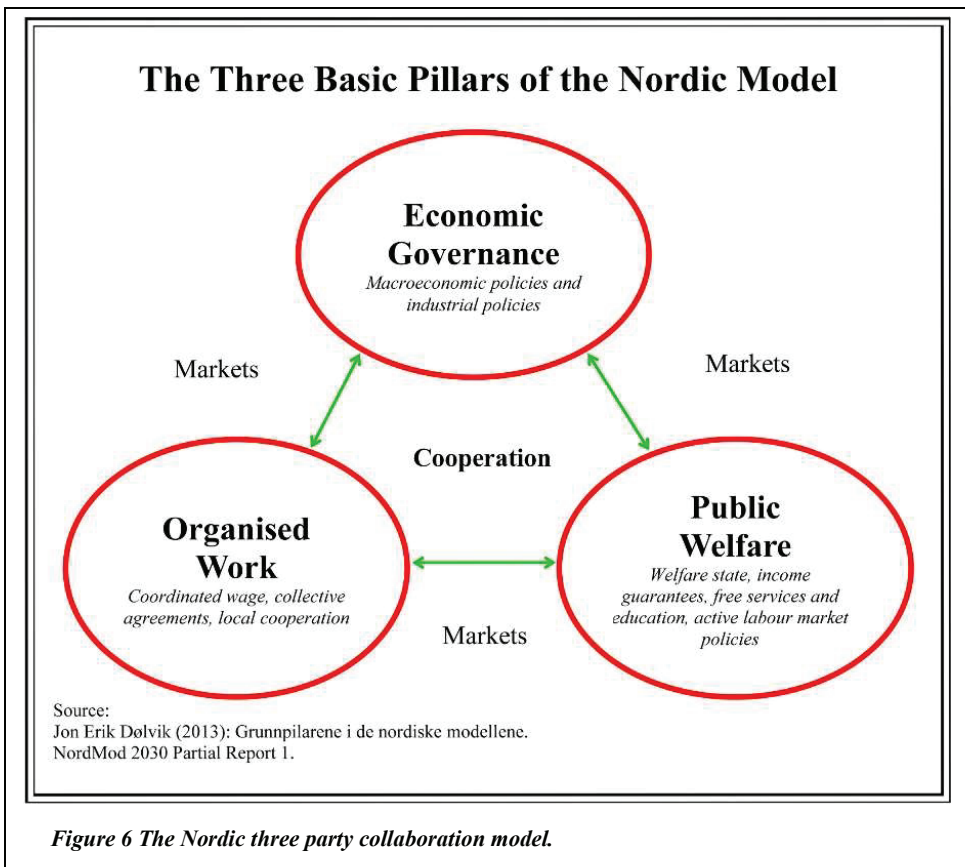 The Three Basic Pillars of the Nordic Model
Economic
Governance
Macroeconomic policies and
industrial policies
Markets
Markets
Cooperation
Organised
Work
Coordinated wage, collective
agreements, local cooperation
Public
Welfare
Welfare state, income
guarantees, free services and
education, active labour market
policies
Markets
Source:
Jon Erik Dølvik (2013): Grunnpilarene i de nordiske modellene.
NordMod 2030 Partial Report 1.
Figure 6 The Nordic three party collaboration model.